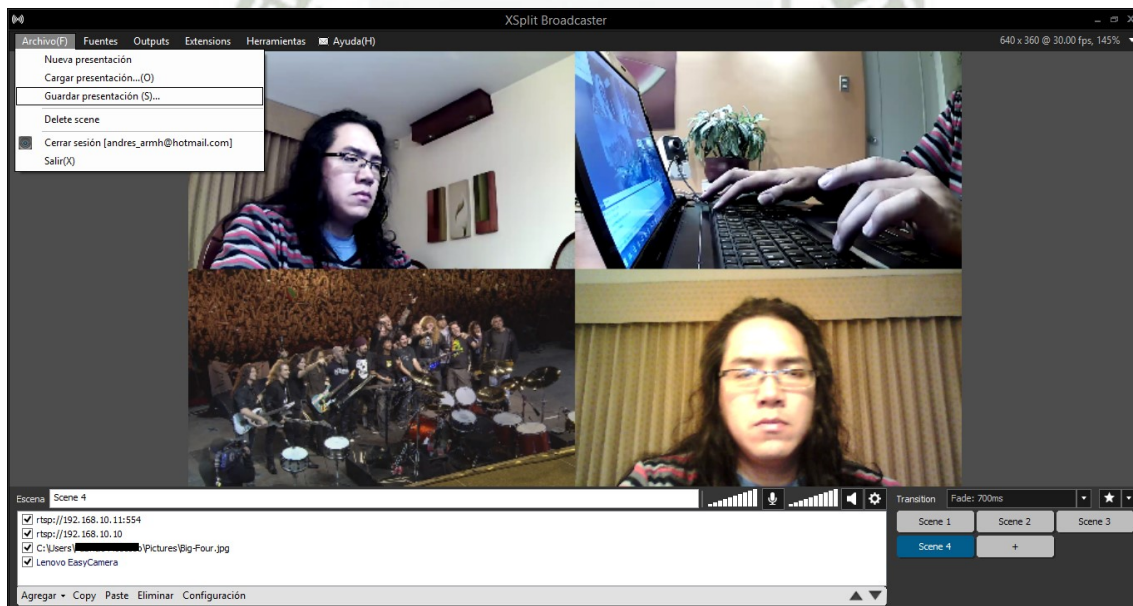 XSplit Broadcaster
Archivo(F) Fuentes Outputs Extensions Herramientas Ayuda(H) 640 x 360 @ 30.00 fps, 145%
Nueva presentación
Cargar presentación...(O)
Guardar presentación (S)...
Delete scene
Cerrar sesión [andres_armh@hotmail.com]
Salir(X)
Escena Scene 4 Transition Fade: 700ms
rtsp://192.168.10.11:554
rtsp://192.168.10.10
C:\Users\ \Pictures\Big-Four.jpg
Lenovo EasyCamera
Scene 1 Scene 2 Scene 3
Scene 4 +
Agregar Copy Paste Eliminar Configuración